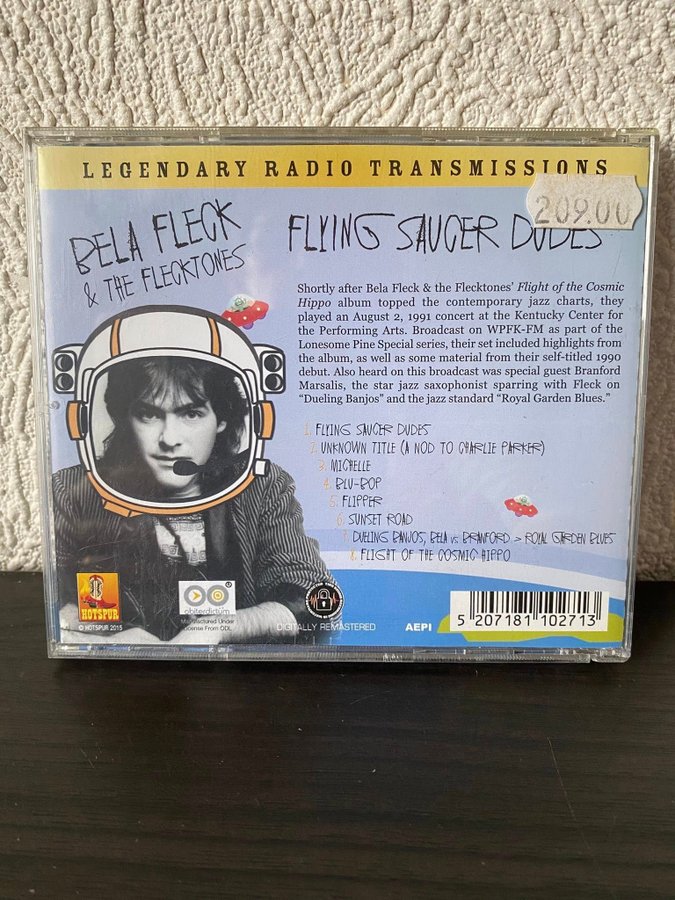 LEGENDARY RADIO TRANSMISSIONS
209.00
BELA FLECK
& THE FLECKTONES
FLYING SAUCER DUDES
Shortly after Bela Fleck & the Flecktones' Flight of the Cosmic
Hippo album topped the contemporary jazz charts, they
played an August 2, 1991 concert at the Kentucky Center for
the Performing Arts. Broadcast on WPFK-FM as part of the
Lonesome Pine Special series, their set included highlights from
the album, as well as some material from their self-titled 1990
debut. Also heard on this broadcast was special guest Branford
Marsalis, the star jazz saxophonist sparring with Fleck on
“Dueling Banjos” and the jazz standard “Royal Garden Blues.”
1. FLYING SAUCER DUDES
2. UNKNOWN TITLE (A NOD TO CHARLIE PARKER)
3. MICHELLE
4. BLU-BOP
5. FLIPPER
6. SUNSET ROAD
7. DUELING BANJOS, BELA vs BRANFORD > ROYAL GARDEN BLUES
8. FLIGHT OF THE COSMIC HIPPO
HOTSPUR
© HOTSPUR 2015
obiterdictum
Manufactured Under
License From ODL
DIGITALLY REMASTERED
AEPI
5 207181 102713